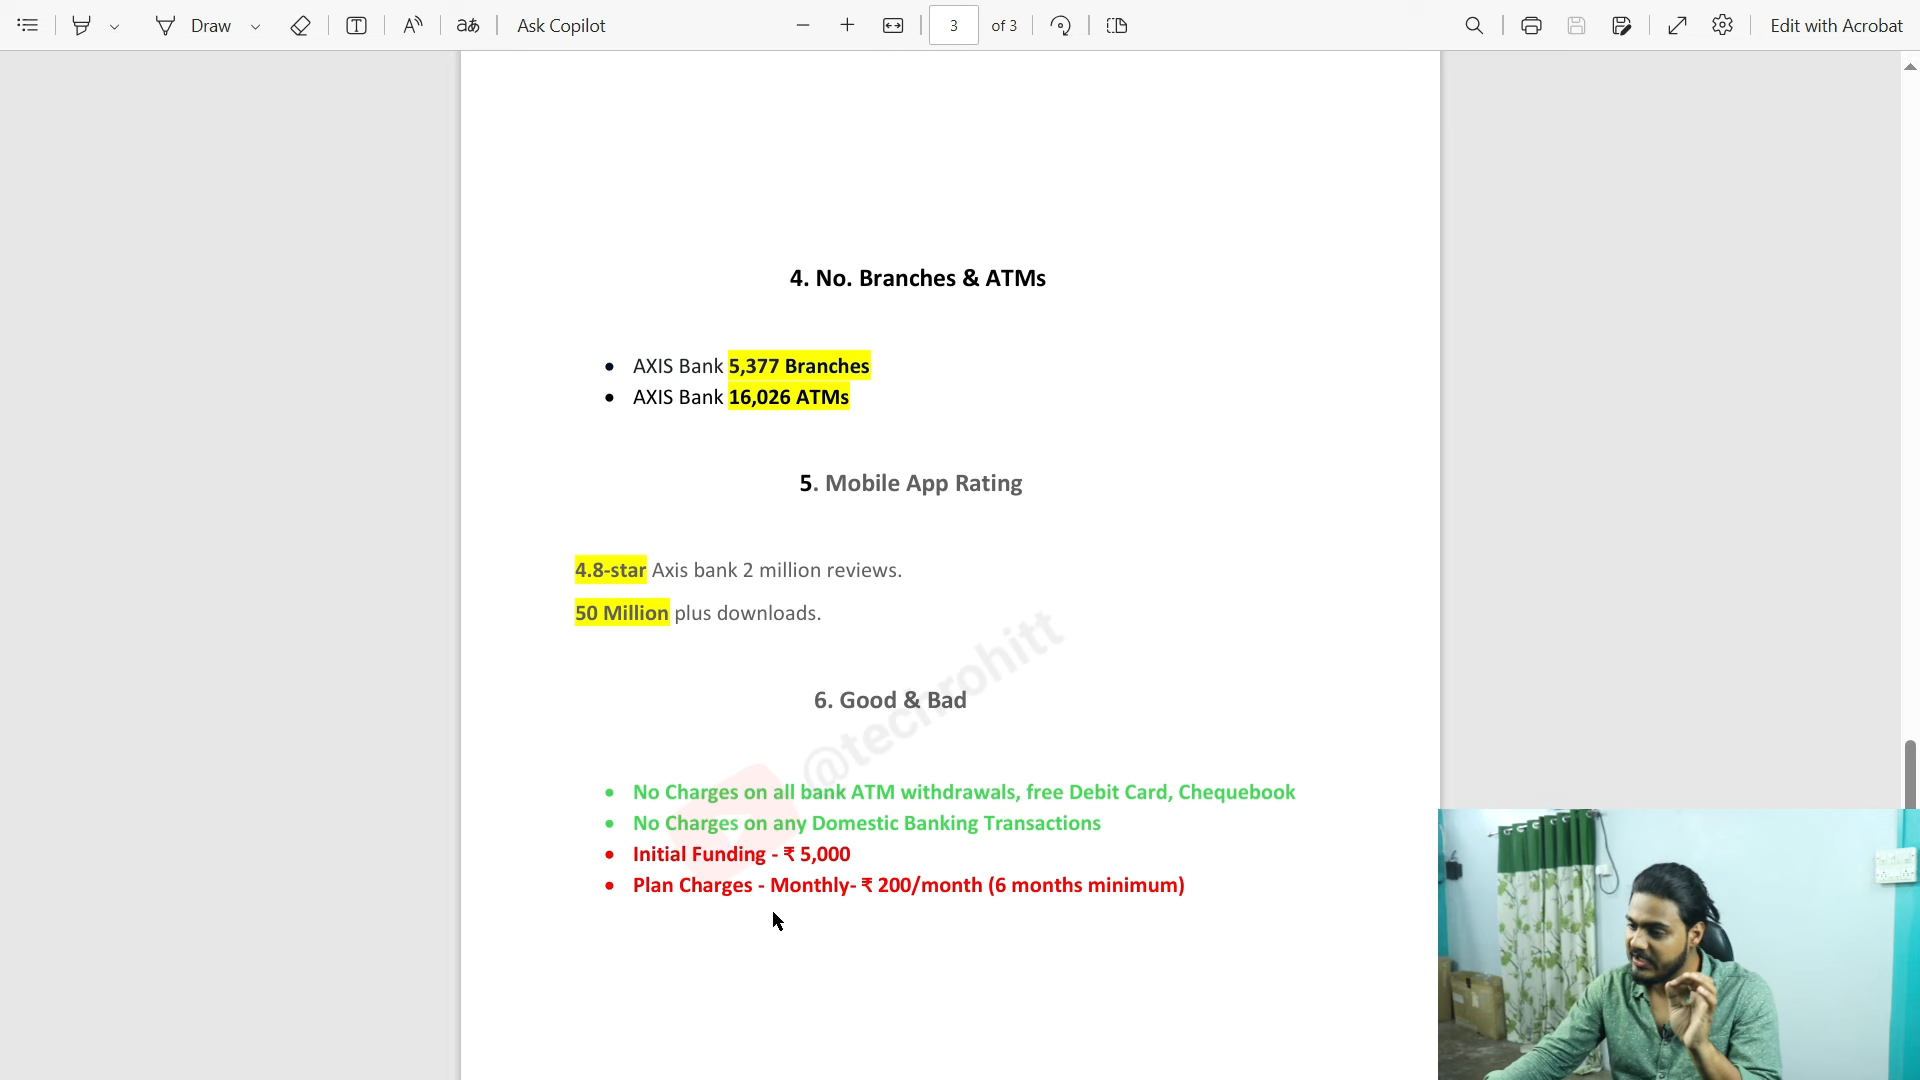 Draw
Ask Copilot
3 of 3
Edit with Acrobat
4. No. Branches & ATMs
• AXIS Bank 5,377 Branches
• AXIS Bank 16,026 ATMs
5. Mobile App Rating
4.8-star Axis bank 2 million reviews.
50 Million plus downloads.
@techrohitt
6. Good & Bad
• No Charges on all bank ATM withdrawals, free Debit Card, Chequebook
• No Charges on any Domestic Banking Transactions
• Initial Funding - ₹ 5,000
• Plan Charges - Monthly- ₹ 200/month (6 months minimum)